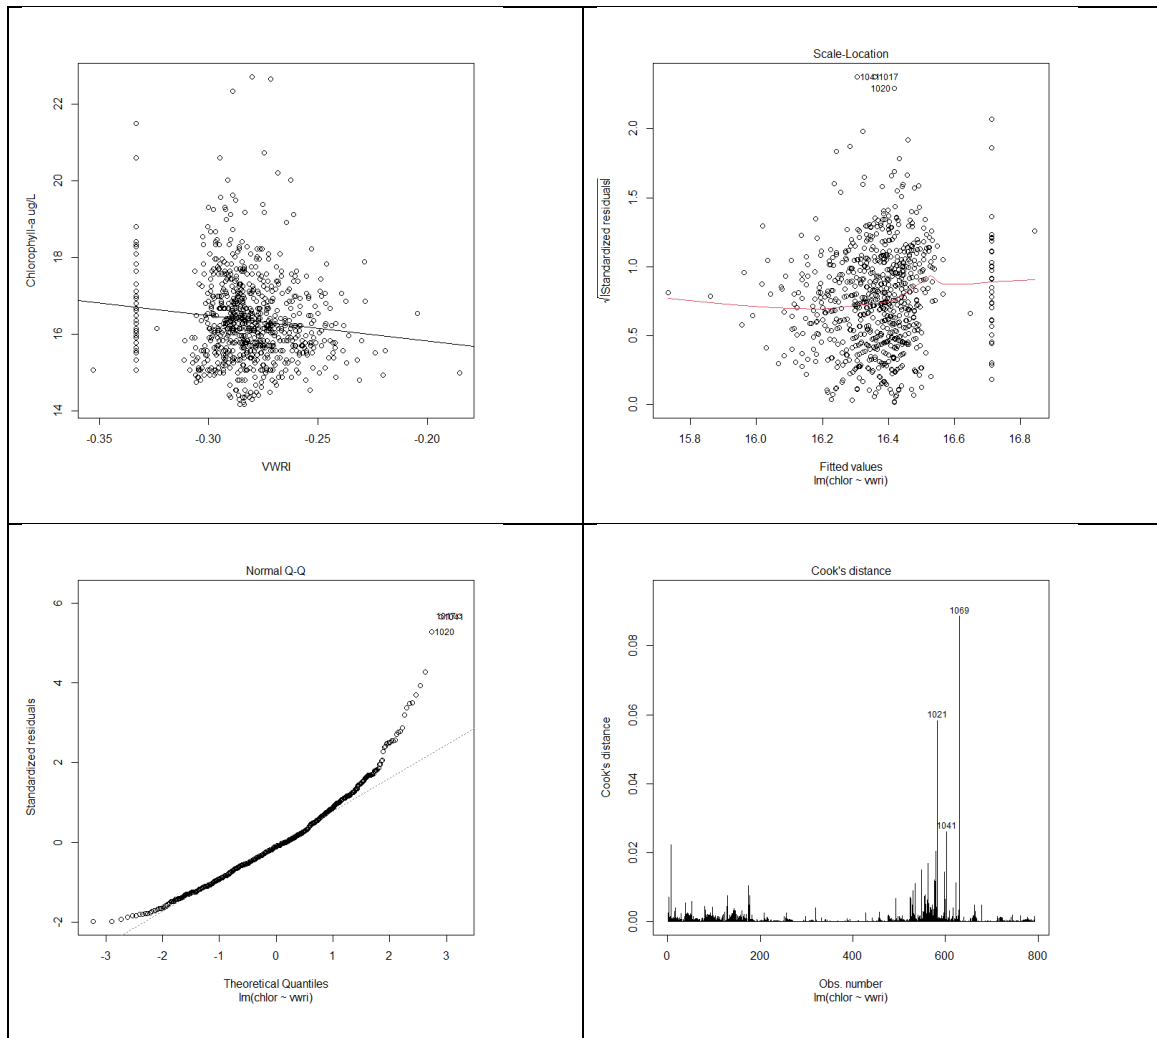 22
20
18
16
14
Chlorophyll-a ug/L
-0.35 -0.30 -0.25 -0.20
VWRI
Scale-Location
1017
1020
2.0
1.5
1.0
0.5
0.0
√|Standardized residuals|
15.8 16.0 16.2 16.4 16.6 16.8
Fitted values
lm(chlor ~ vwri)
Normal Q-Q
1041
1020
6
4
2
0
-2
Standardized residuals
-3 -2 -1 0 1 2 3
Theoretical Quantiles
lm(chlor ~ vwri)
Cook's distance
1069
1021
1041
0.08
0.06
0.04
0.02
0.00
Cook's distance
0 200 400 600 800
Obs. number
lm(chlor ~ vwri)